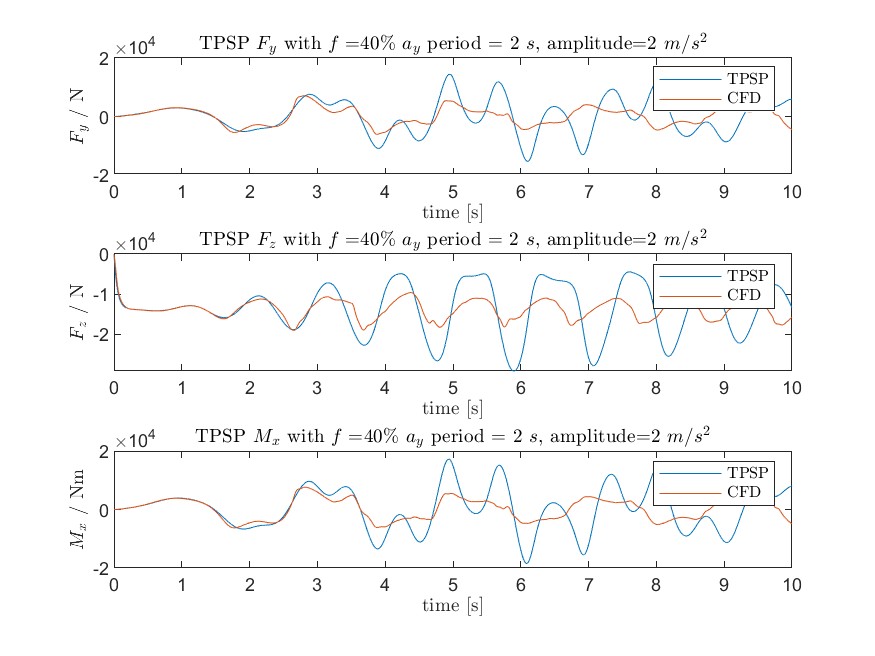 TPSP F_y with f =40% a_y period = 2 s, amplitude=2 m/s^2
×10^4
2
0
-2
F_y / N
TPSP
CFD
0 1 2 3 4 5 6 7 8 9 10
time [s]
TPSP F_z with f =40% a_y period = 2 s, amplitude=2 m/s^2
×10^4
0
-1
-2
F_z / N
TPSP
CFD
0 1 2 3 4 5 6 7 8 9 10
time [s]
TPSP M_x with f =40% a_y period = 2 s, amplitude=2 m/s^2
×10^4
2
0
-2
M_x / Nm
TPSP
CFD
0 1 2 3 4 5 6 7 8 9 10
time [s]